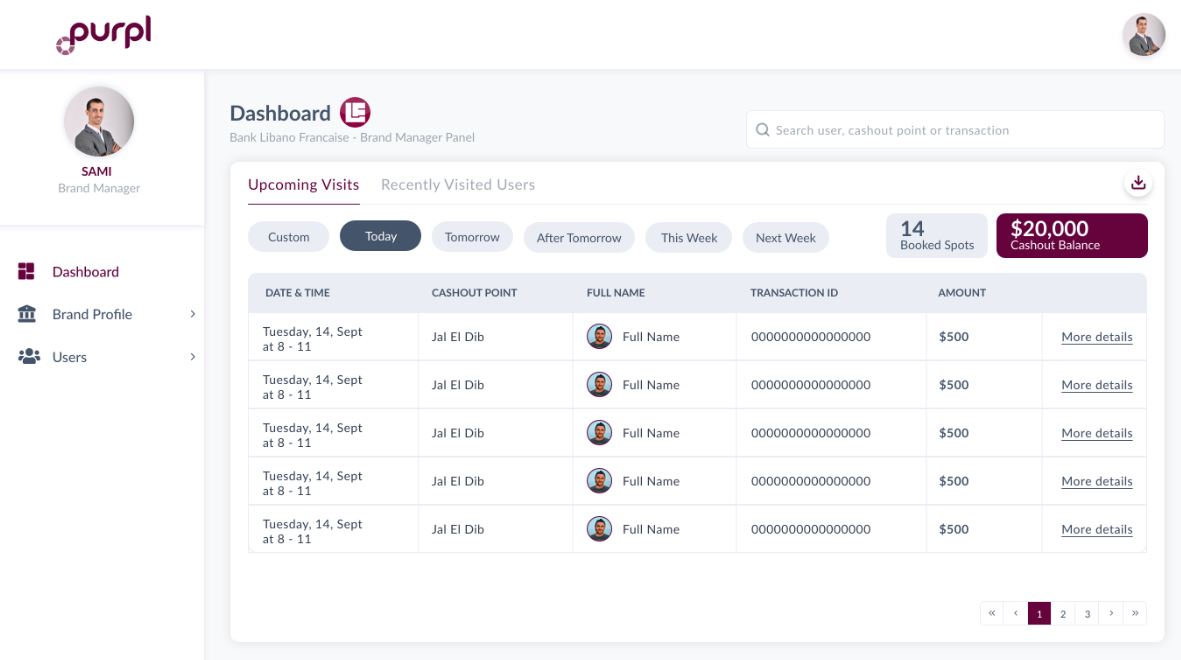 purpl
SAMI
Brand Manager
Dashboard
Brand Profile
Users
Dashboard
Bank Libano Francaise - Brand Manager Panel
Search user, cashout point or transaction
Upcoming Visits Recently Visited Users
Custom Today Tomorrow After Tomorrow This Week Next Week
14
Booked Spots
$20,000
Cashout Balance
DATE & TIME CASHOUT POINT FULL NAME TRANSACTION ID AMOUNT
Tuesday, 14, Sept
at 8 - 11
Jal El Dib Full Name 0000000000000000 $500 More details
Tuesday, 14, Sept
at 8 - 11
Jal El Dib Full Name 0000000000000000 $500 More details
Tuesday, 14, Sept
at 8 - 11
Jal El Dib Full Name 0000000000000000 $500 More details
Tuesday, 14, Sept
at 8 - 11
Jal El Dib Full Name 0000000000000000 $500 More details
Tuesday, 14, Sept
at 8 - 11
Jal El Dib Full Name 0000000000000000 $500 More details
« ‹ 1 2 3 › »